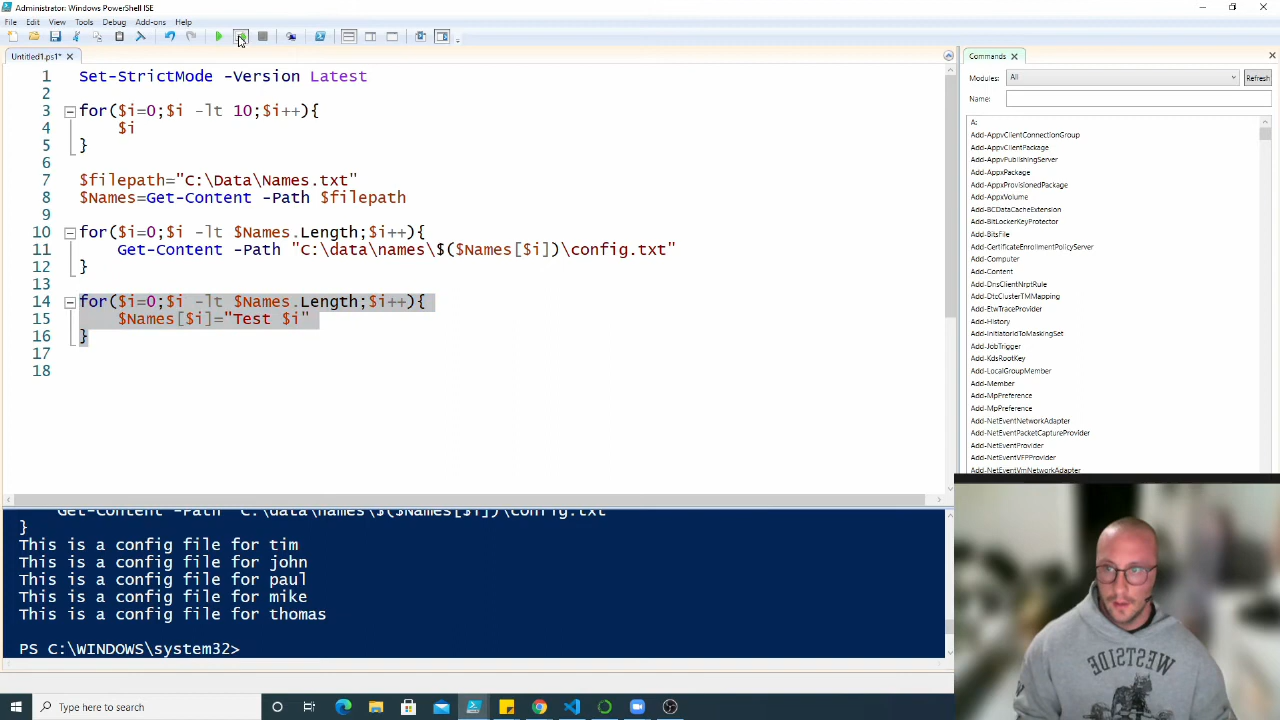 Administrator: Windows PowerShell ISE
File Edit View Tools Debug Add-ons Help
Untitled1.ps1*
1 Set-StrictMode -Version Latest
2
3 for($i=0;$i -lt 10;$i++){
4 $i
5 }
6
7 $filepath="C:\Data\Names.txt"
8 $Names=Get-Content -Path $filepath
9
10 for($i=0;$i -lt $Names.Length;$i++){
11 Get-Content -Path "C:\data\names\$($Names[$i])\config.txt"
12 }
13
14 for($i=0;$i -lt $Names.Length;$i++){
15 $Names[$i]="Test $i"
16 }
17
18
Get-Content -Path "C:\data\names\$($Names[$i])\config.txt"
}
This is a config file for tim
This is a config file for john
This is a config file for paul
This is a config file for mike
This is a config file for thomas
PS C:\WINDOWS\system32>
Commands
Modules: All Refresh
Name:
A:
Add-AppvClientConnectionGroup
Add-AppvClientPackage
Add-AppvPublishingServer
Add-AppxPackage
Add-AppxProvisionedPackage
Add-AppxVolume
Add-BCDataCacheExtension
Add-BitLockerKeyProtector
Add-BitsFile
Add-CertificateEnrollmentPolicyServer
Add-Computer
Add-Content
Add-DnsClientNrptRule
Add-DtcClusterTMMapping
Add-EtwTraceProvider
Add-History
Add-InitiatorIdToMaskingSet
Add-JobTrigger
Add-KdsRootKey
Add-LocalGroupMember
Add-Member
Add-MpPreference
Add-MpPreference
Add-NetEventNetworkAdapter
Add-NetEventPacketCaptureProvider
Add-NetEventProvider
Add-NetEventVFPProvider
Add-NetEventVmNetworkAdapter
WESTSIDE
Type here to search